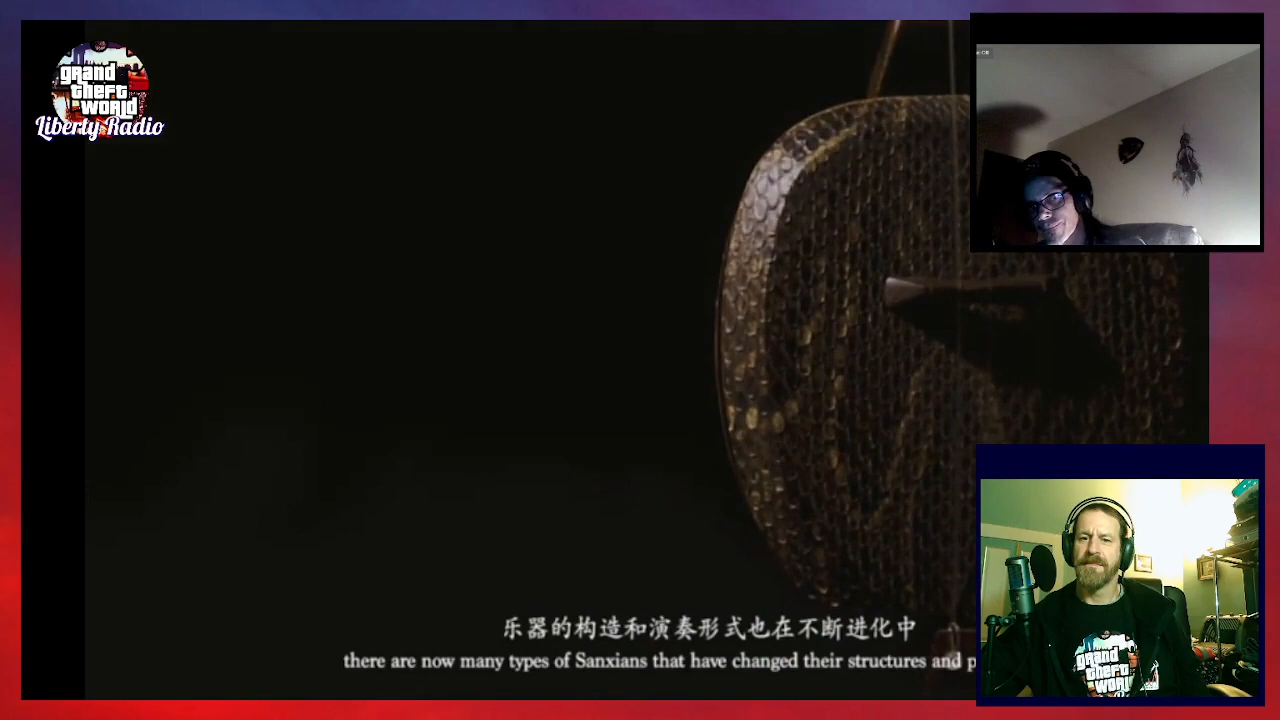 grand
theft
world
Liberty Radio
乐器的构造和演奏形式也在不断进化中
there are now many types of Sanxians that have changed their structures and p
grand
theft
worl